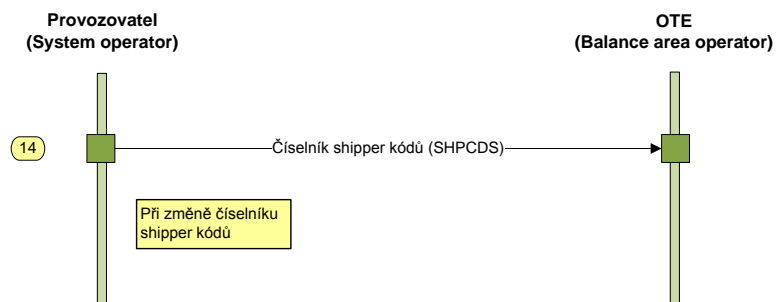 Provozovatel
(System operator)
OTE
(Balance area operator)
14
Číselník shipper kódů (SHPCDS)
Při změně číselníku
shipper kódů